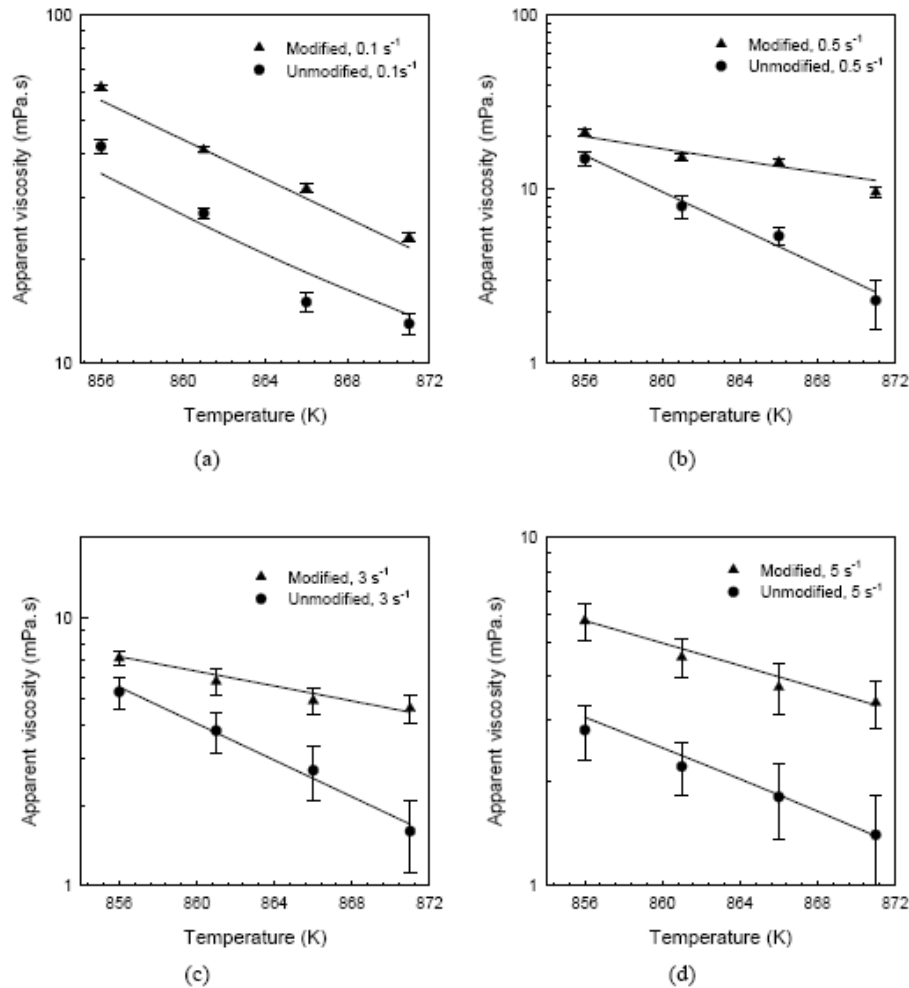 100
10
Apparent viscosity (mPa.s)
Modified, 0.1 s-1
Unmodified, 0.1s-1
856 860 864 868 872
Temperature (K)
(a)
100
10
1
Apparent viscosity (mPa.s)
Modified, 0.5 s-1
Unmodified, 0.5 s-1
856 860 864 868 872
Temperature (K)
(b)
10
1
Apparent viscosity (mPa.s)
Modified, 3 s-1
Unmodified, 3 s-1
856 860 864 868 872
Temperature (K)
(c)
10
1
Apparent viscosity (mPa.s)
Modified, 5 s-1
Unmodified, 5 s-1
856 860 864 868 872
Temperature (K)
(d)